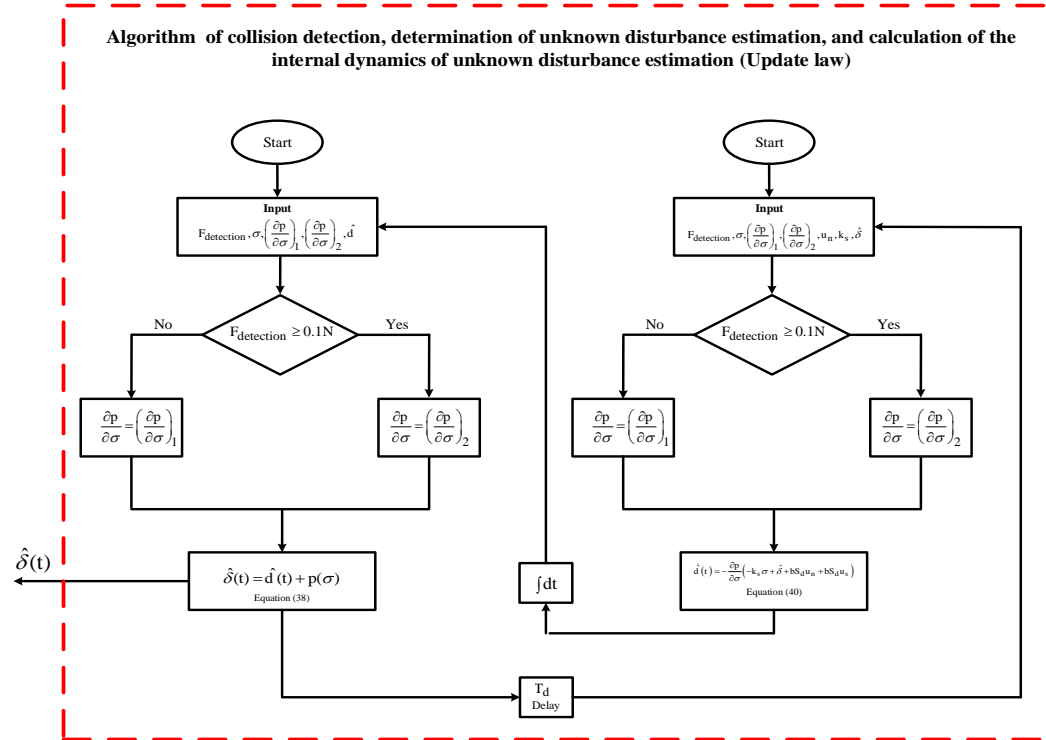 Algorithm of collision detection, determination of unknown disturbance estimation, and calculation of the
internal dynamics of unknown disturbance estimation (Update law)
Start
Input
F_detection, σ, (∂p/∂σ)_1, (∂p/∂σ)_2, d̂
F_detection ≥ 0.1N
No
Yes
∂p/∂σ = (∂p/∂σ)_1
∂p/∂σ = (∂p/∂σ)_2
δ̂(t) = d̂(t) + p(σ)
Equation (38)
δ̂(t)
Start
Input
F_detection, σ, (∂p/∂σ)_1, (∂p/∂σ)_2, u_n, k_s, δ̂
F_detection ≥ 0.1N
No
Yes
∂p/∂σ = (∂p/∂σ)_1
∂p/∂σ = (∂p/∂σ)_2
d̂̇(t) = −∂p/∂σ(−k_s σ + δ̂ + bS_d u_n + bS_d u_s)
Equation (40)
∫dt
T_d
Delay